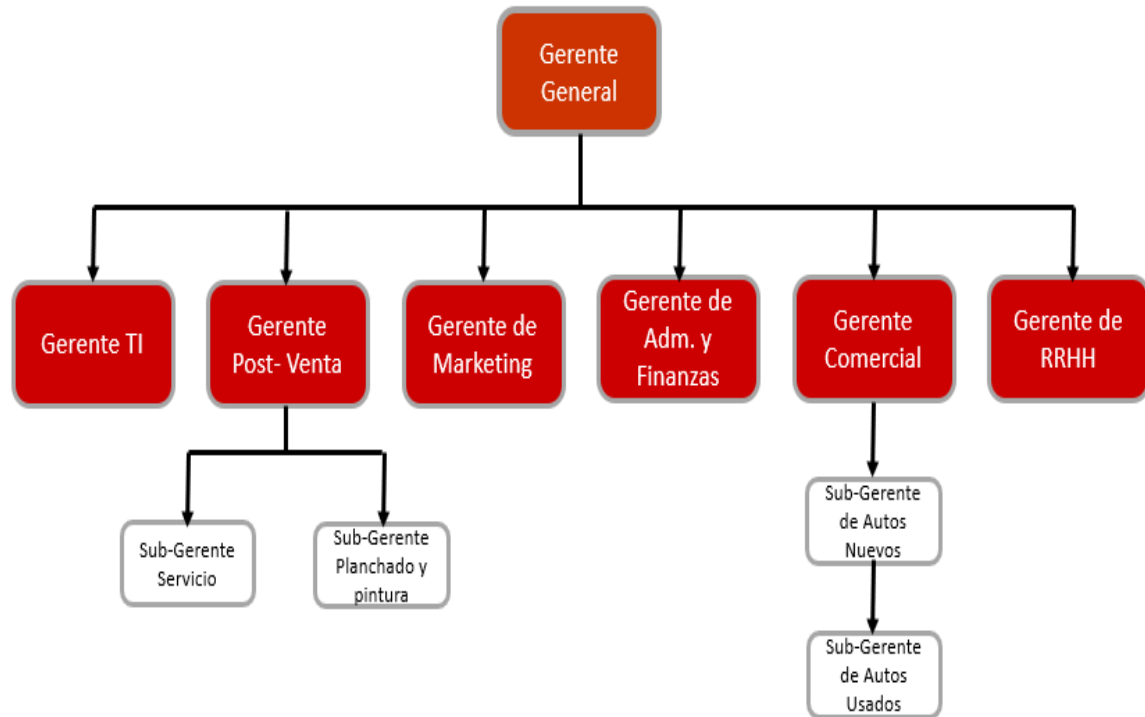 Gerente
General
Gerente TI
Gerente
Post- Venta
Gerente de
Marketing
Gerente de
Adm. y
Finanzas
Gerente
Comercial
Gerente de
RRHH
Sub-Gerente
Servicio
Sub-Gerente
Planchado y
pintura
Sub-Gerente
de Autos
Nuevos
Sub-Gerente
de Autos
Usados